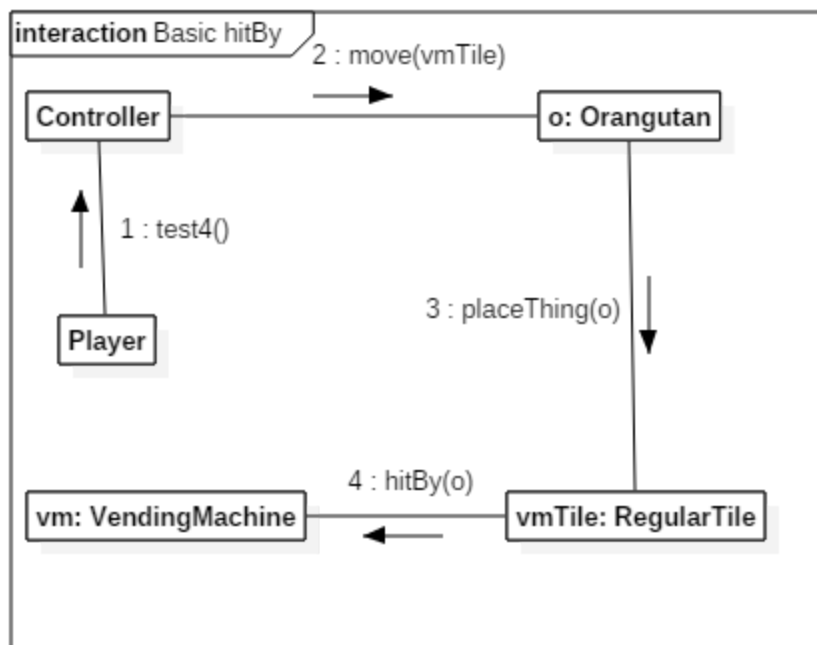 interaction Basic hitBy
2 : move(vmTile)
Controller
o: Orangutan
1 : test4()
3 : placeThing(o)
Player
4 : hitBy(o)
vm: VendingMachine
vmTile: RegularTile